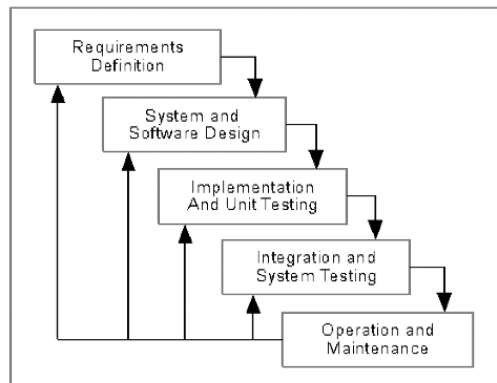 Requirements
Definition
System and
Software Design
Implementation
And Unit Testing
Integration and
System Testing
Operation and
Maintenance